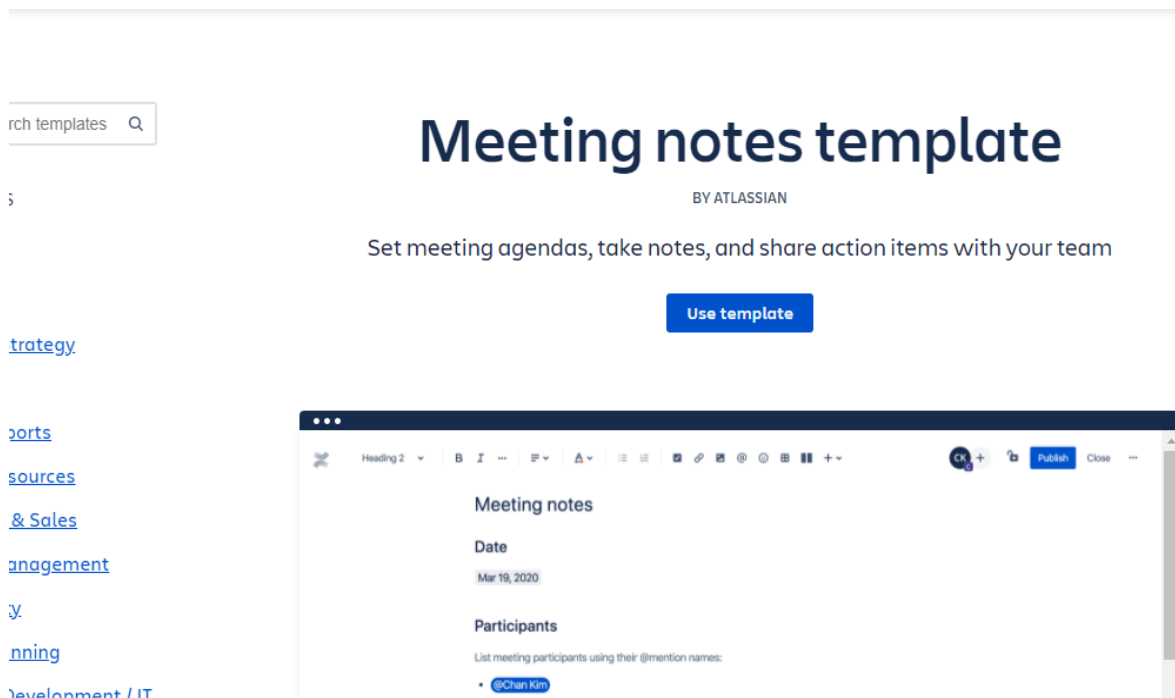 rch templates
Meeting notes template
BY ATLASSIAN
s
Set meeting agendas, take notes, and share action items with your team
Use template
trategy
ports
sources
& Sales
anagement
ty
nning
Development / IT
Heading 2
B I
A
@
CK
Publish
Close
Meeting notes
Date
Mar 19, 2020
Participants
List meeting participants using their @mention names:
• @Chan Kim